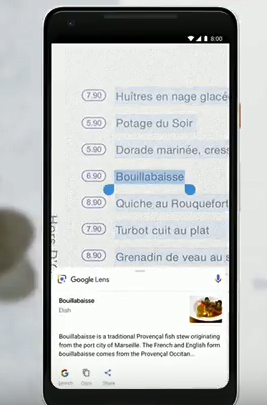 8:00
7.90 Huîtres en nage glacé
5.90 Potage du Soir
5.90 Dorade marinée, cress
6.90 Bouillabaisse
8.90 Quiche au Rouquefort
7.90 Turbot cuit au plat
8.90 Grenadin de veau au s
Hors D'
Google Lens
Bouillabaisse
Dish
Bouillabaisse is a traditional Provençal fish stew originating
from the port city of Marseille. The French and English form
bouillabaisse comes from the Provençal Occitan...
Search Copy Share